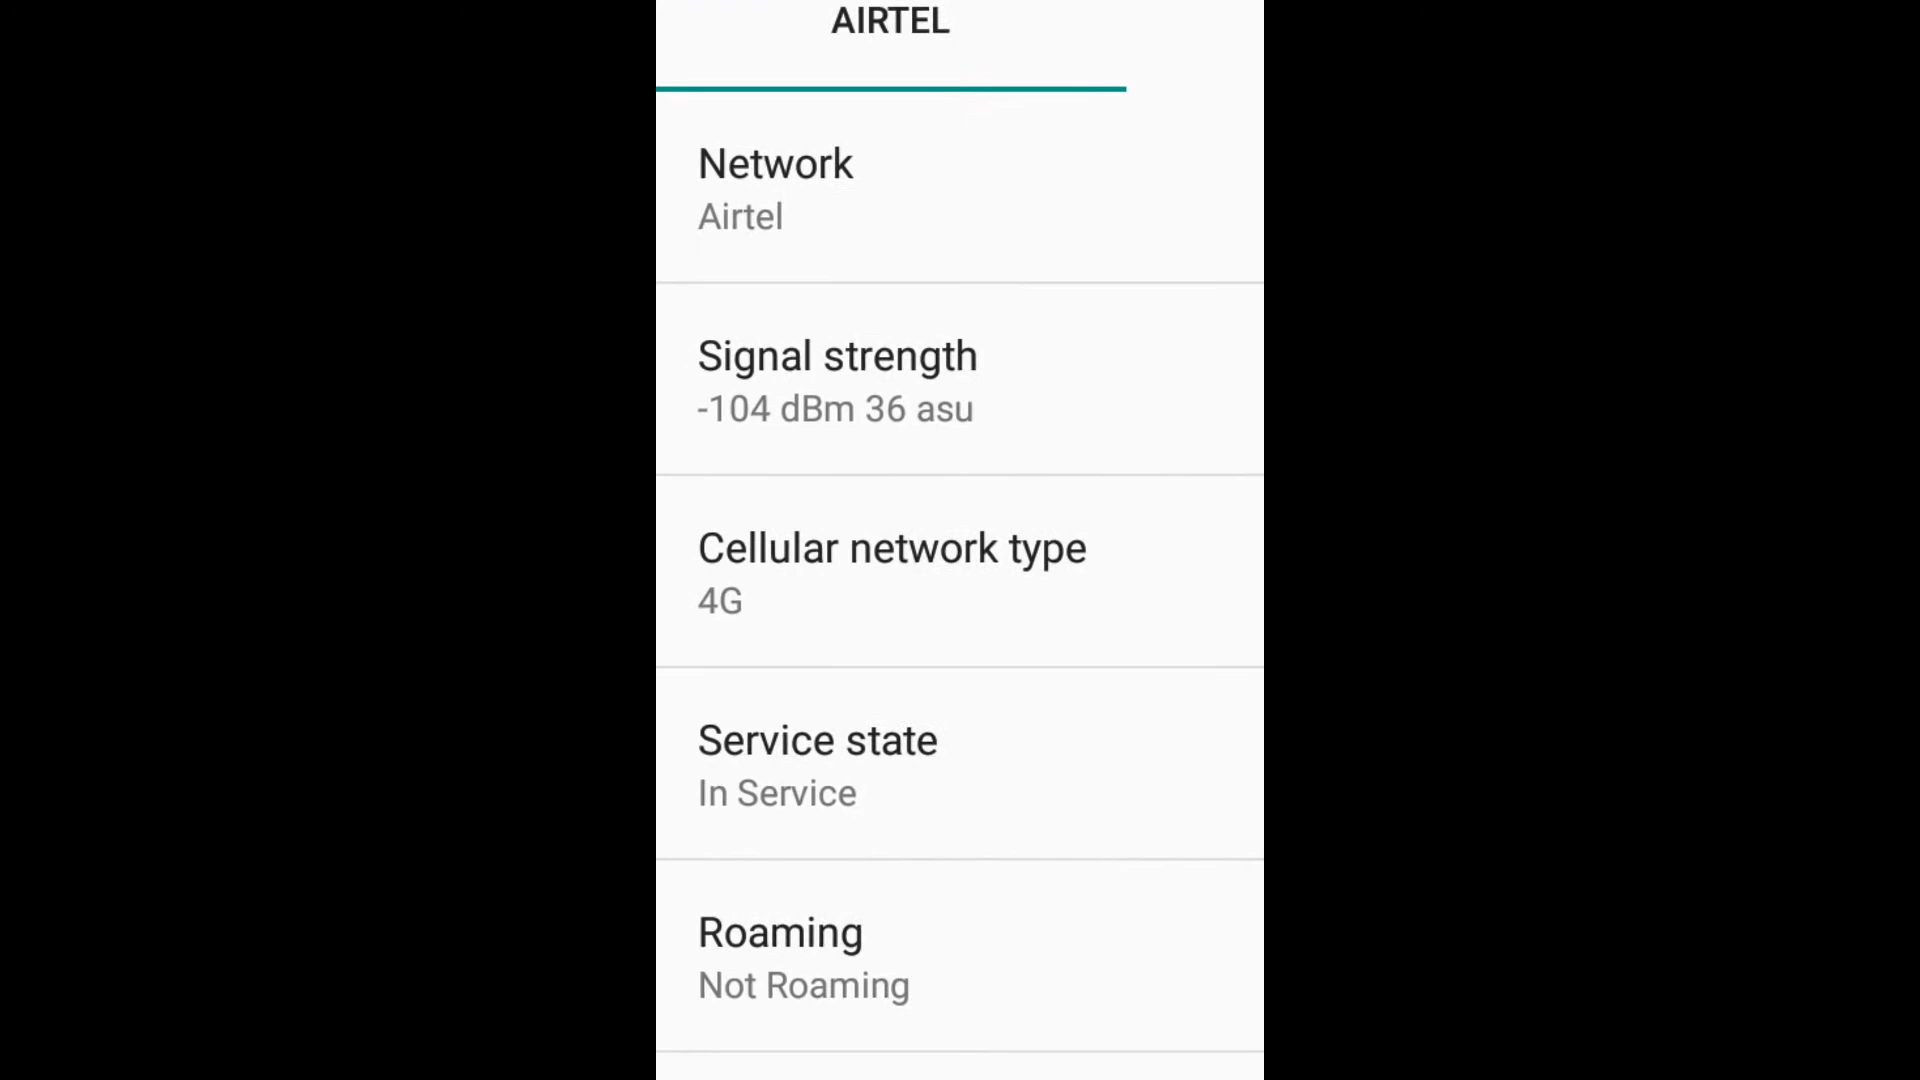 AIRTEL
Network
Airtel
Signal strength
-104 dBm 36 asu
Cellular network type
4G
Service state
In Service
Roaming
Not Roaming